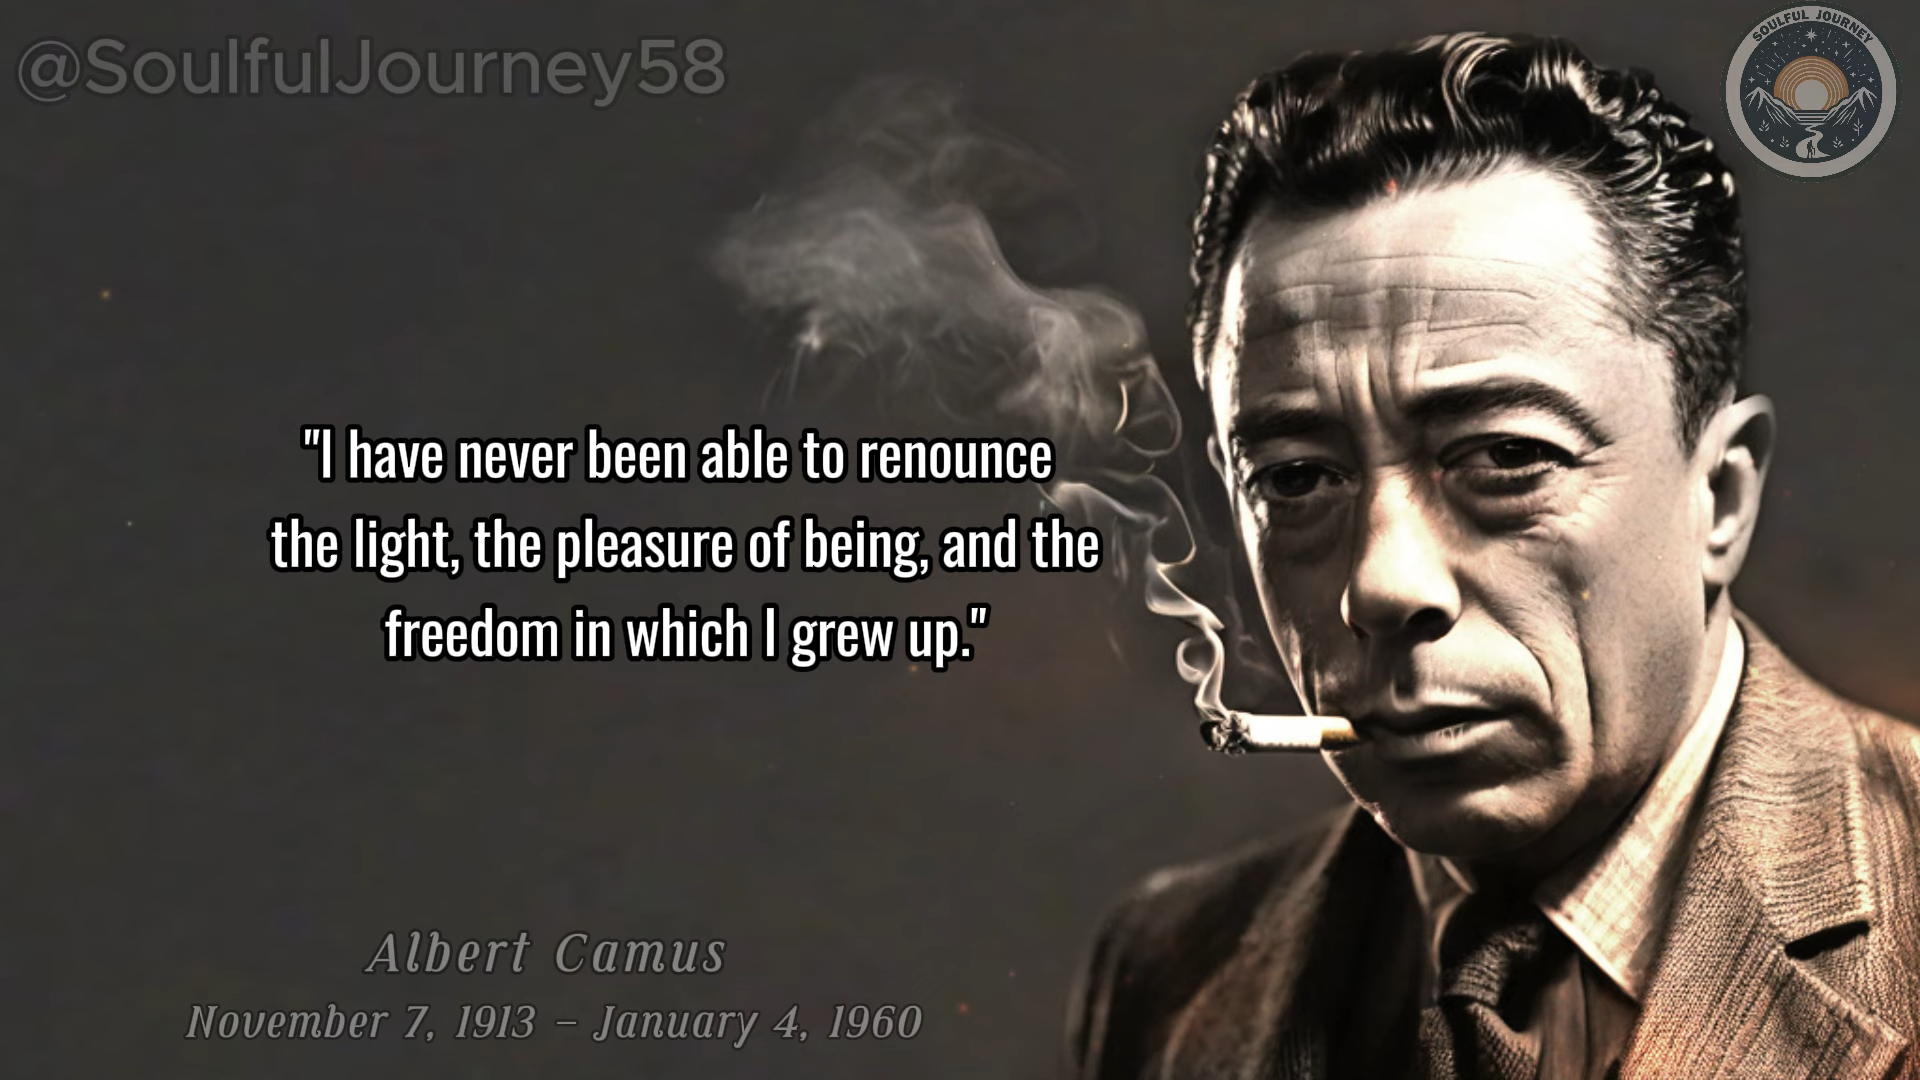 @SoulfulJourney58
SOULFUL JOURNEY
"I have never been able to renounce
the light, the pleasure of being, and the
freedom in which I grew up."
Albert Camus
November 7, 1913 – January 4, 1960